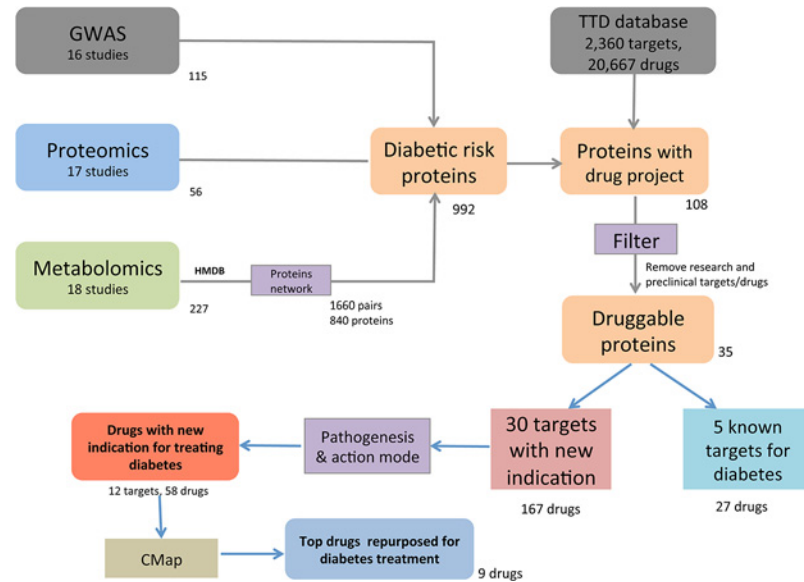 GWAS
16 studies
115
TTD database
2,360 targets,
20,667 drugs
Proteomics
17 studies
56
Diabetic risk
proteins
992
Proteins with
drug project
108
Metabolomics
18 studies
227
HMDB
Proteins
network
1660 pairs
840 proteins
Filter
Remove research and
preclinical targets/drugs
Druggable
proteins
35
Drugs with new
indication for treating
diabetes
12 targets, 58 drugs
Pathogenesis
& action mode
30 targets
with new
indication
167 drugs
5 known
targets for
diabetes
27 drugs
CMap
Top drugs repurposed for
diabetes treatment
9 drugs